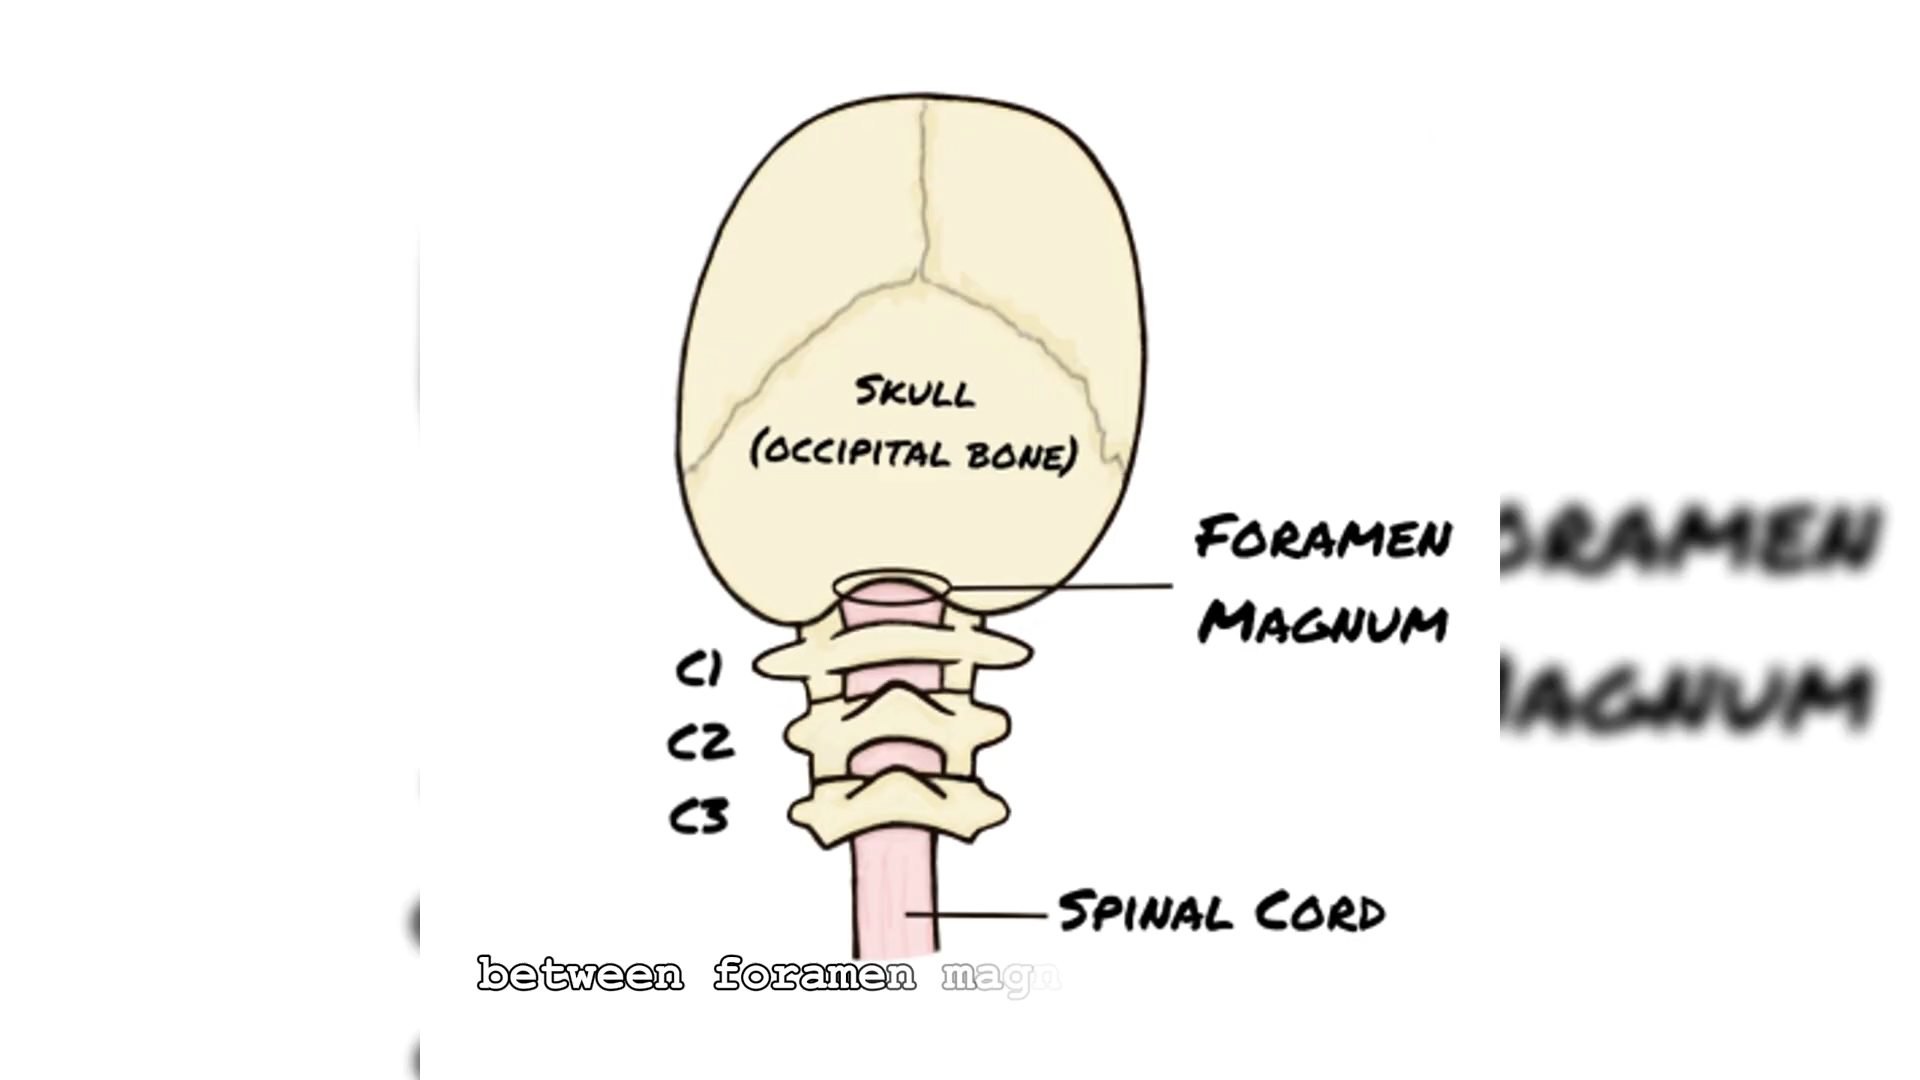 SKULL
(OCCIPITAL BONE)
FORAMEN
MAGNUM
C1
C2
C3
SPINAL CORD
between foramen magn